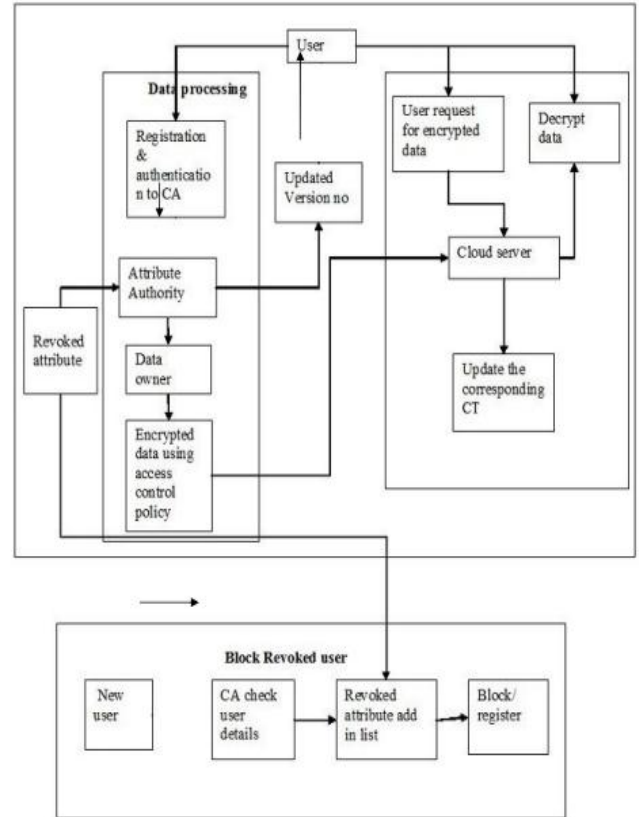 User
Data processing
Registration
&
authenticatio
n to CA
Updated
Version no
User request
for encrypted
data
Decrypt
data
Attribute
Authority
Cloud server
Revoked
attribute
Data
owner
Update the
corresponding
CT
Encrypted
data using
access
control
policy
Block Revoked user
New
user
CA check
user
details
Revoked
attribute add
in list
Block/
register